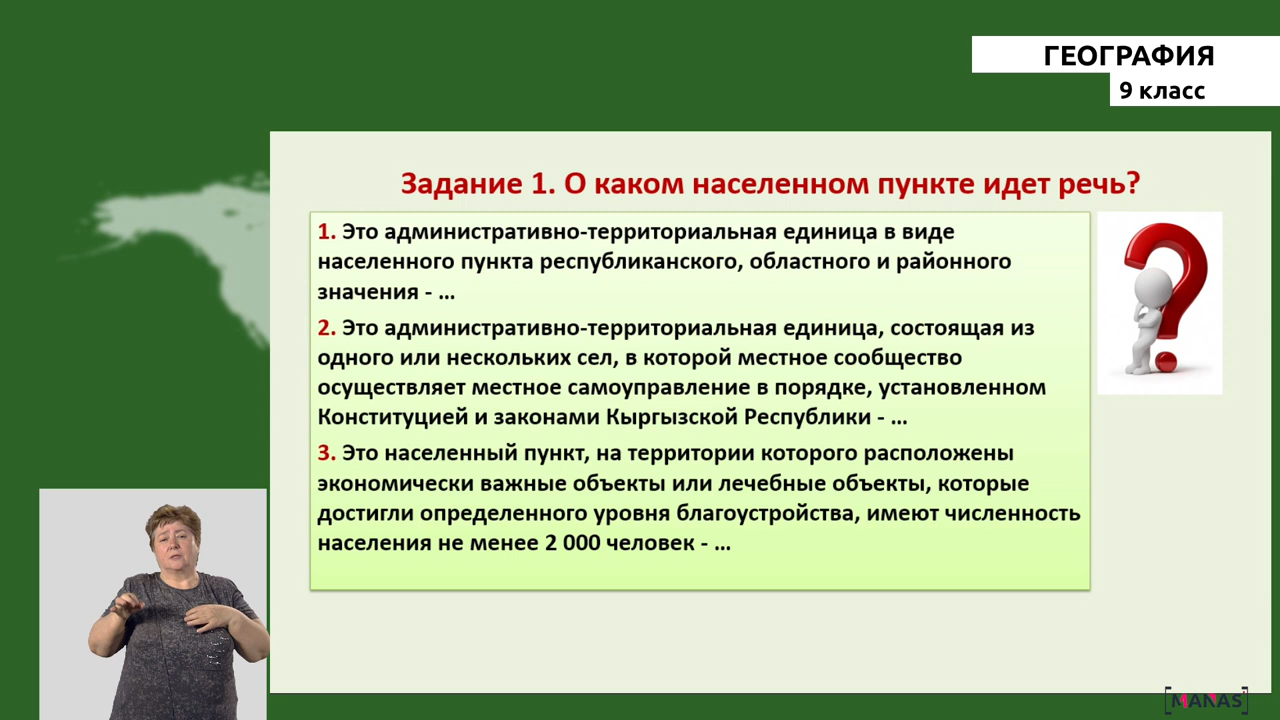 ГЕОГРАФИЯ
9 класс
Задание 1. О каком населенном пункте идет речь?
1. Это административно-территориальная единица в виде
населенного пункта республиканского, областного и районного
значения - ...
2. Это административно-территориальная единица, состоящая из
одного или нескольких сел, в которой местное сообщество
осуществляет местное самоуправление в порядке, установленном
Конституцией и законами Кыргызской Республики - ...
3. Это населенный пункт, на территории которого расположены
экономически важные объекты или лечебные объекты, которые
достигли определенного уровня благоустройства, имеют численность
населения не менее 2 000 человек - ...
[MANAS]